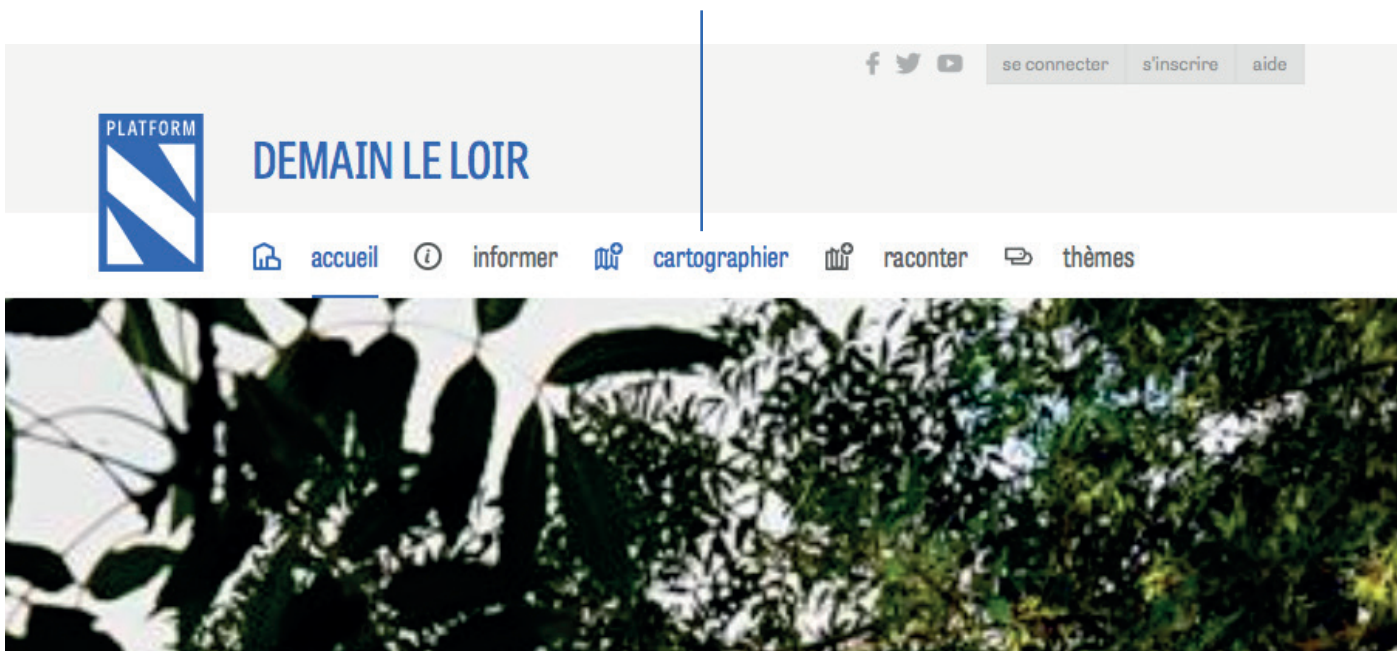 se connecter s'inscrire aide
PLATFORM
DEMAIN LE LOIR
accueil informer cartographier raconter thèmes